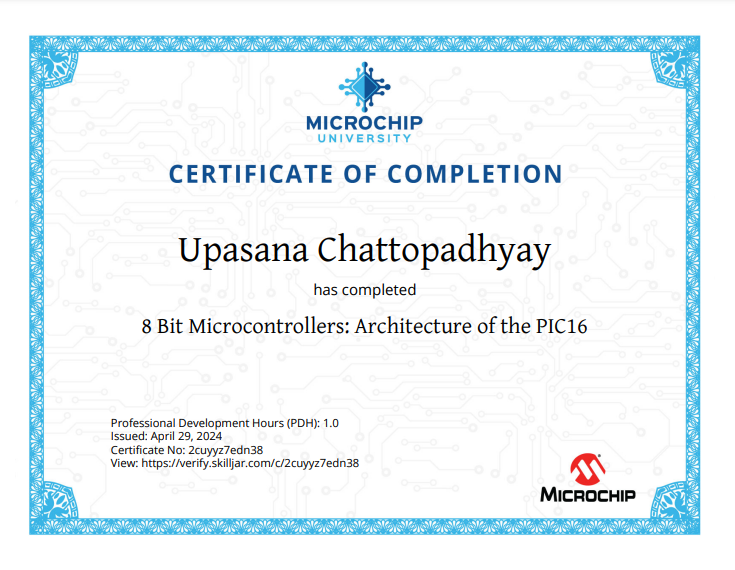 MICROCHIP
UNIVERSITY
CERTIFICATE OF COMPLETION
Upasana Chattopadhyay
has completed
8 Bit Microcontrollers: Architecture of the PIC16
Professional Development Hours (PDH): 1.0
Issued: April 29, 2024
Certificate No: 2cuyyz7edn38
View: https://verify.skilljar.com/c/2cuyyz7edn38
MICROCHIP